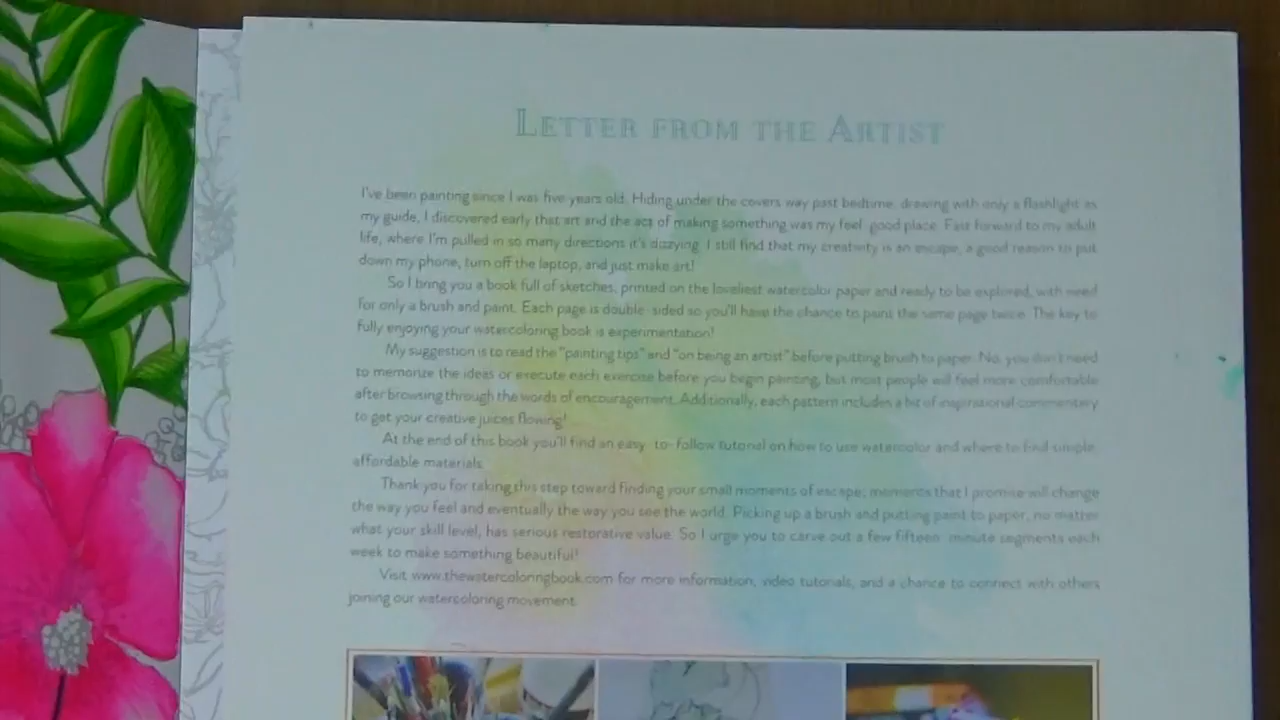 LETTER FROM THE ARTIST
I've been painting since I was five years old. Hiding under the covers way past bedtime, drawing with only a flashlight as
my guide, I discovered early that art and the act of making something was my feel-good place. Fast forward to my adult
life, where I'm pulled in so many directions it's dizzying. I still find that my creativity is an escape, a good reason to put
down my phone, turn off the laptop, and just make art!
So I bring you a book full of sketches, printed on the loveliest watercolor paper and ready to be explored, with need
for only a brush and paint. Each page is double-sided so you'll have the chance to paint the same page twice. The key to
fully enjoying your watercoloring book is experimentation!
My suggestion is to read the "painting tips" and "on being an artist" before putting brush to paper. No, you don't need
to memorize the ideas or execute each exercise before you begin painting, but most people will feel more comfortable
after browsing through the words of encouragement. Additionally, each pattern includes a bit of inspirational commentary
to get your creative juices flowing!
At the end of this book you'll find an easy-to-follow tutorial on how to use watercolor and where to find simple,
affordable materials.
Thank you for taking this step toward finding your small moments of escape; moments that I promise will change
the way you feel and eventually the way you see the world. Picking up a brush and putting paint to paper, no matter
what your skill level, has serious restorative value. So I urge you to carve out a few fifteen-minute segments each
week to make something beautiful!
Visit www.thewatercoloringbook.com for more information, video tutorials, and a chance to connect with others
joining our watercoloring movement.